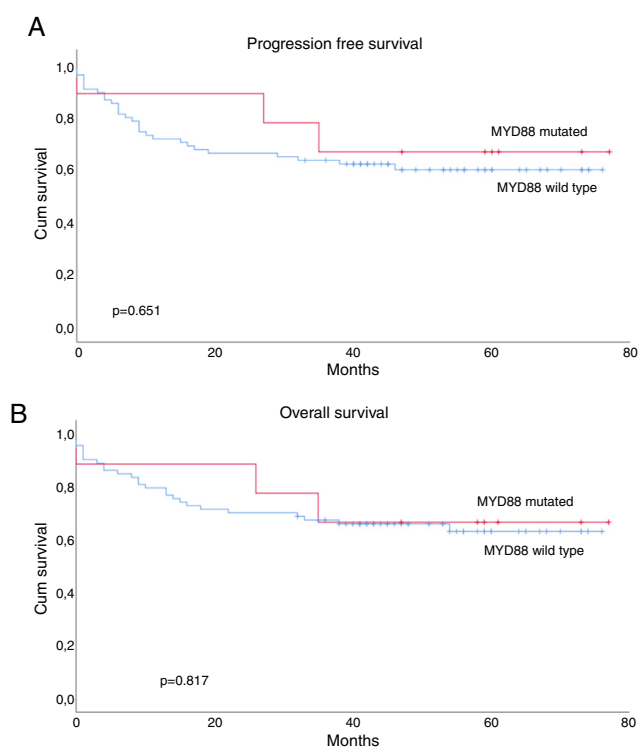 A
Progression free survival
1,0
0,8
0,6
0,4
0,2
0,0
Cum survival
MYD88 mutated
MYD88 wild type
p=0.651
0 20 40 60 80
Months
B
Overall survival
1,0
0,8
0,6
0,4
0,2
0,0
Cum survival
MYD88 mutated
MYD88 wild type
p=0.817
0 20 40 60 80
Months